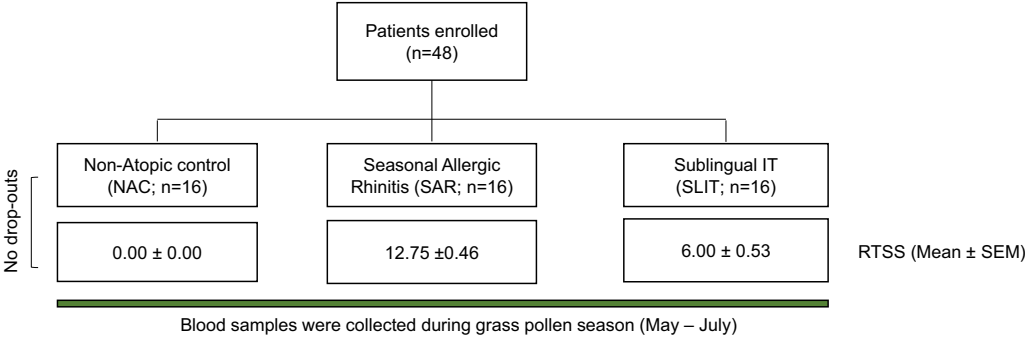 Patients enrolled
(n=48)
Non-Atopic control
(NAC; n=16)
Seasonal Allergic
Rhinitis (SAR; n=16)
Sublingual IT
(SLIT; n=16)
No drop-outs
0.00 ± 0.00
12.75 ±0.46
6.00 ± 0.53
RTSS (Mean ± SEM)
Blood samples were collected during grass pollen season (May – July)